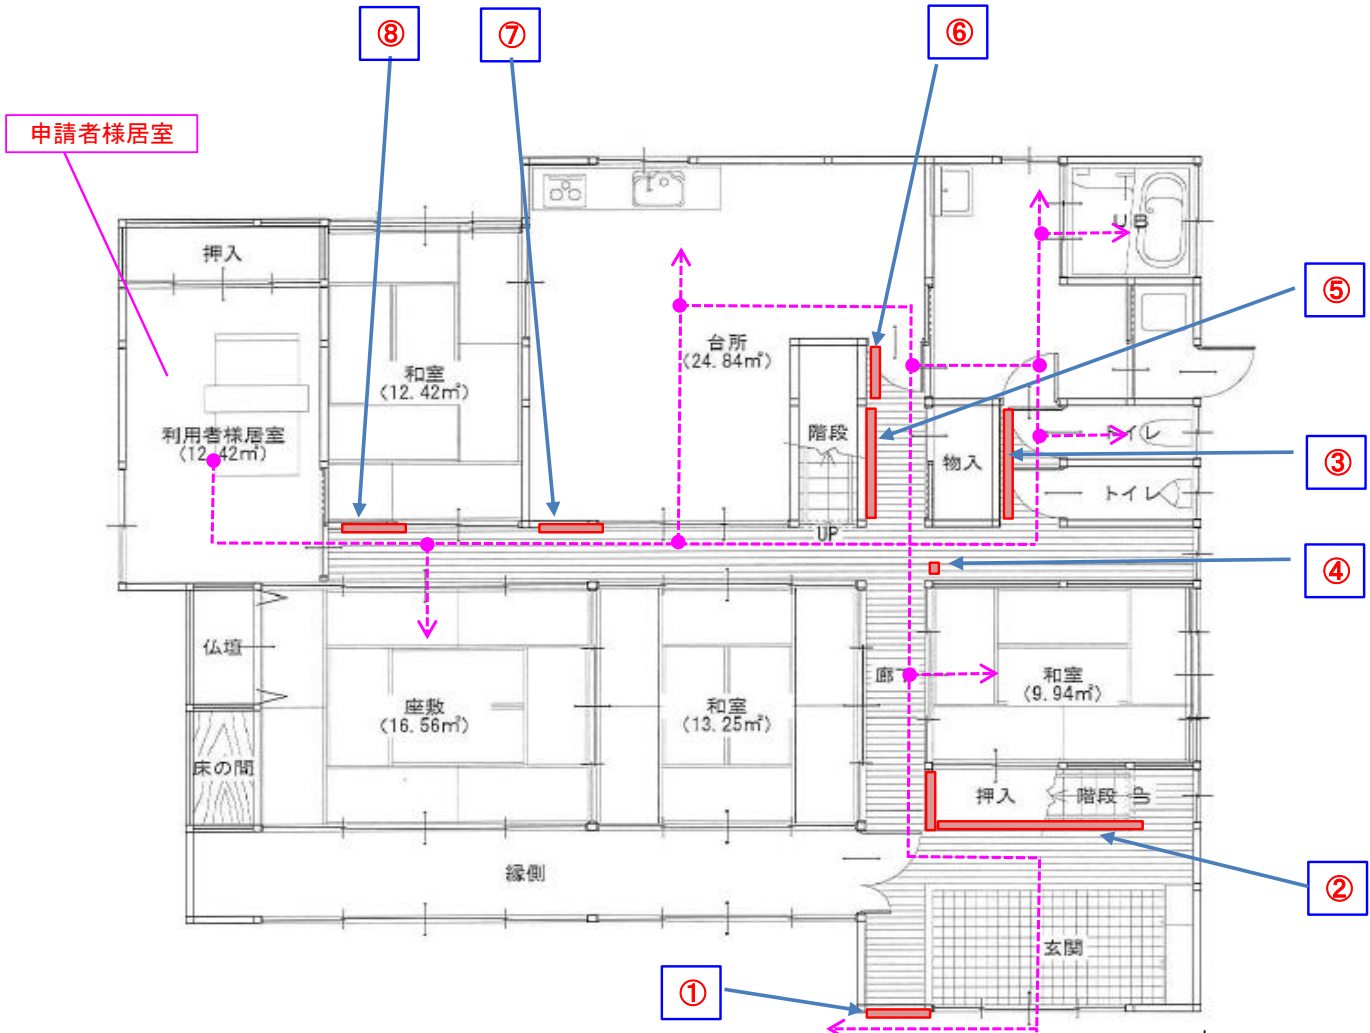 ⑧
⑦
⑥
申請者様居室
押入
UB
⑤
台所
(24.84㎡)
和室
(12.42㎡)
利用者様居室
(12.42㎡)
階段
物入
トイレ
③
トイレ
UP
④
仏壇
座敷
(16.56㎡)
和室
(13.25㎡)
廊
和室
(9.94㎡)
床の間
押入
階段
UP
縁側
②
玄関
①